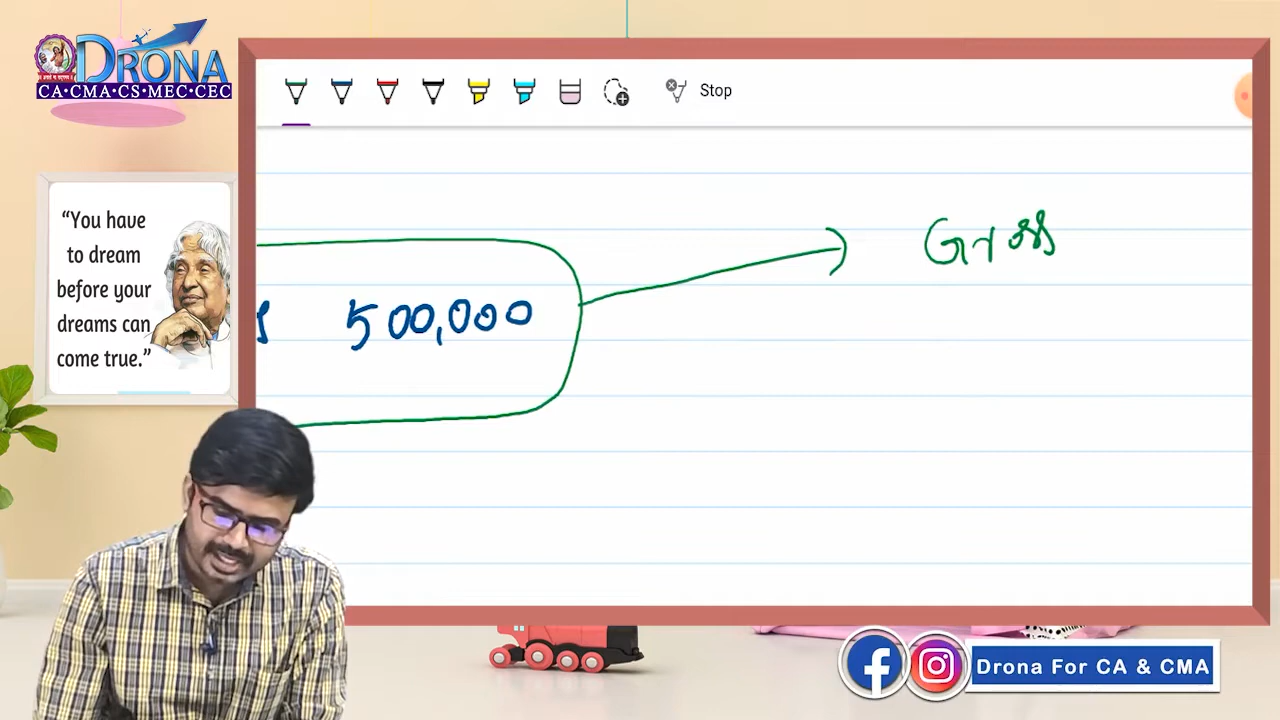 DRONA
CA•CMA•CS•MEC•CEC
Stop
“You have
to dream
before your
dreams can
come true.”
Gross
500,000
Drona For CA & CMA